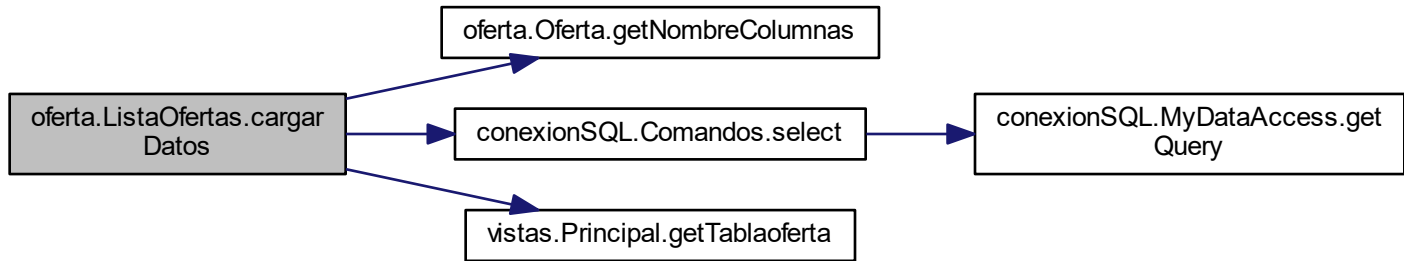 oferta.Oferta.getNombreColumnas
oferta.ListaOfertas.cargar
Datos
conexionSQL.Comandos.select
conexionSQL.MyDataAccess.get
Query
vistas.Principal.getTablaoferta